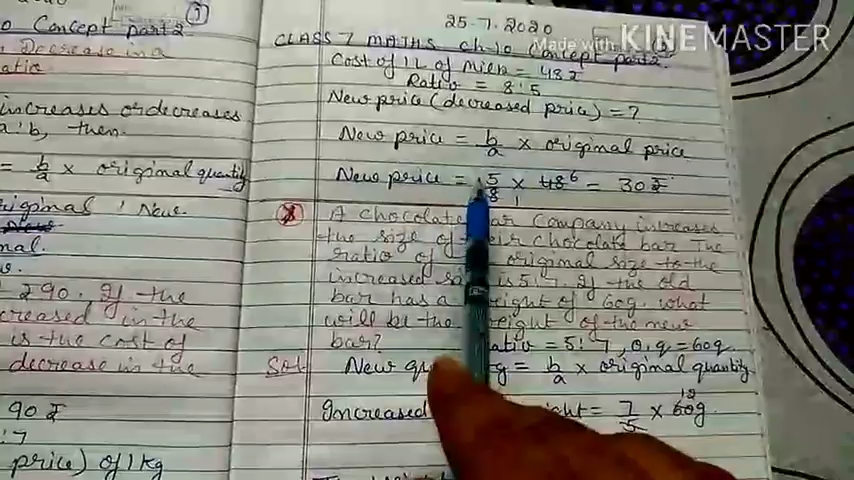 Concept Part 2 1
Decrease in a
Ratio
increases or decreases
a:b, then.
= b/a × original quantity
original : New.
290. If the
decreased in the
is the cost of
decrease in the
90 ₹
:7
price) of 1 kg
25-7-2020
CLASS 7 MATHS Ch-10 Concept part 2.
Cost of 1L of Milk = 48 ₹
Ratio = 8:5
New price (decreased price) = ?
New price = b/a × original price
New price = 5/8 × 48 6 = 30 ₹
1
A chocolate bar Company increases
the size of their chocolate bar The
ratio of original size to the
increased is 5:7. If the old
bar has a weight of 60g. what
will be the weight of the new
bar? Ratio = 5:7, O.q = 60g.
Sol New = b/a × original quantity
Increased = 7/5 × 60g 12
Made with KINEMASTER